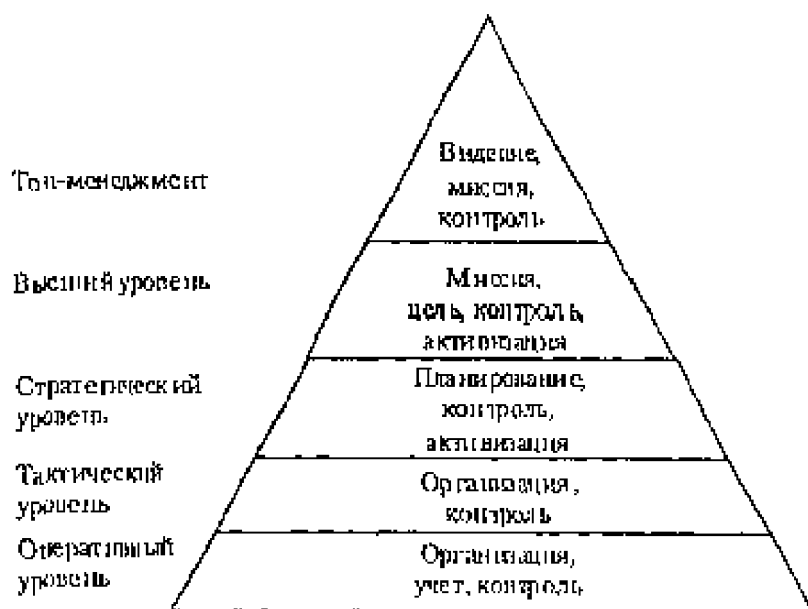 Видение,
миссия,
контроль
Топ-менеджмент
Миссия,
цель, контроль,
активизация
Высший уровень
Планирование,
контроль,
активизация
Стратегический
уровень
Организация,
контроль
Тактический
уровень
Организация,
учет, контроль
Оперативный
уровень